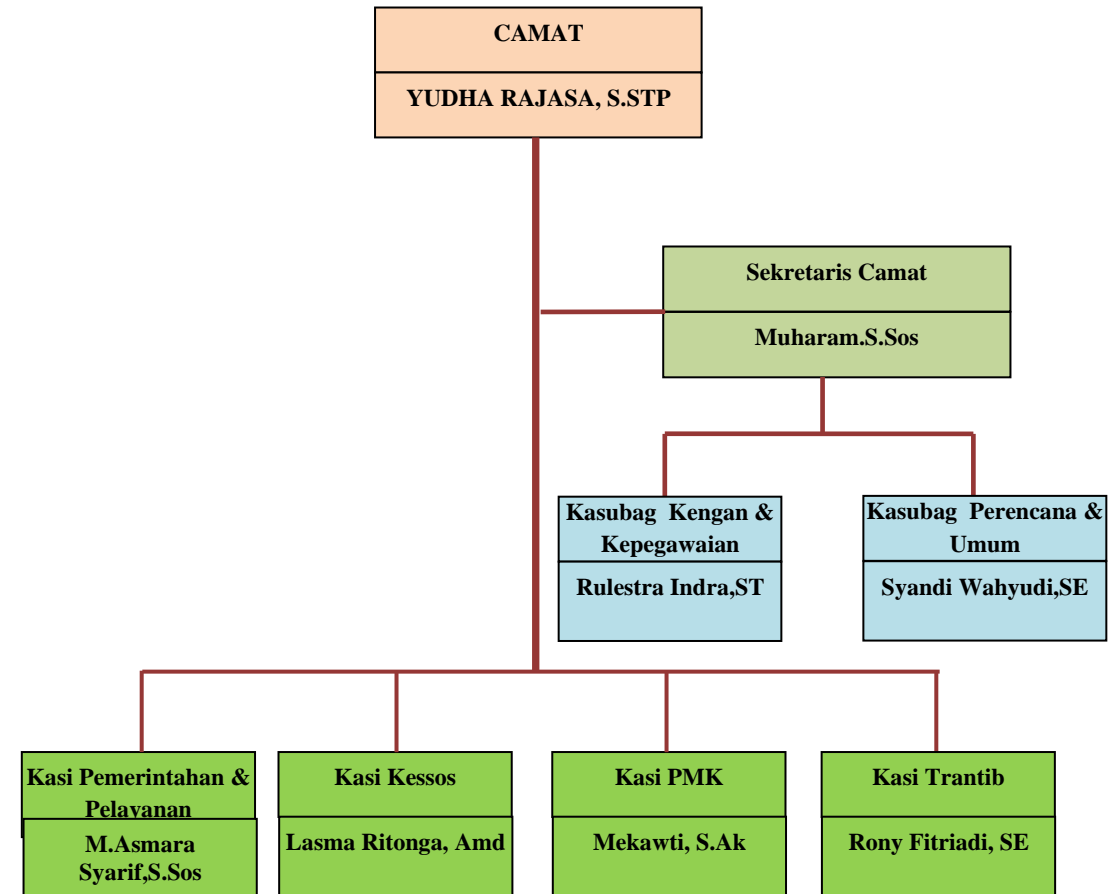 CAMAT
YUDHA RAJASA, S.STP
Sekretaris Camat
Muharam.S.Sos
Kasubag Kengan &
Kepegawaian
Rulestra Indra,ST
Kasubag Perencana &
Umum
Syandi Wahyudi,SE
Kasi Pemerintahan &
Pelayanan
M.Asmara
Syarif,S.Sos
Kasi Kessos
Lasma Ritonga, Amd
Kasi PMK
Mekawti, S.Ak
Kasi Trantib
Rony Fitriadi, SE